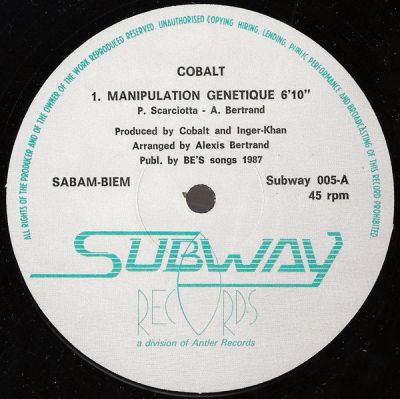 ALL RIGHTS OF THE PRODUCER AND OF THE OWNER OF THE WORK REPRODUCED RESERVED. UNAUTHORISED COPYING, HIRING, LENDING, PUBLIC PERFORMANCE AND BROADCASTING OF THIS RECORD PROHIBITED
COBALT
1. MANIPULATION GENETIQUE 6'10"
P. Scarciotta - A. Bertrand
Produced by Cobalt and Inger-Khan
Arranged by Alexis Bertrand
Publ. by BE'S songs 1987
SABAM-BIEM Subway 005-A
45 rpm
SUBWAY
RECORDS
a division of Antler Records